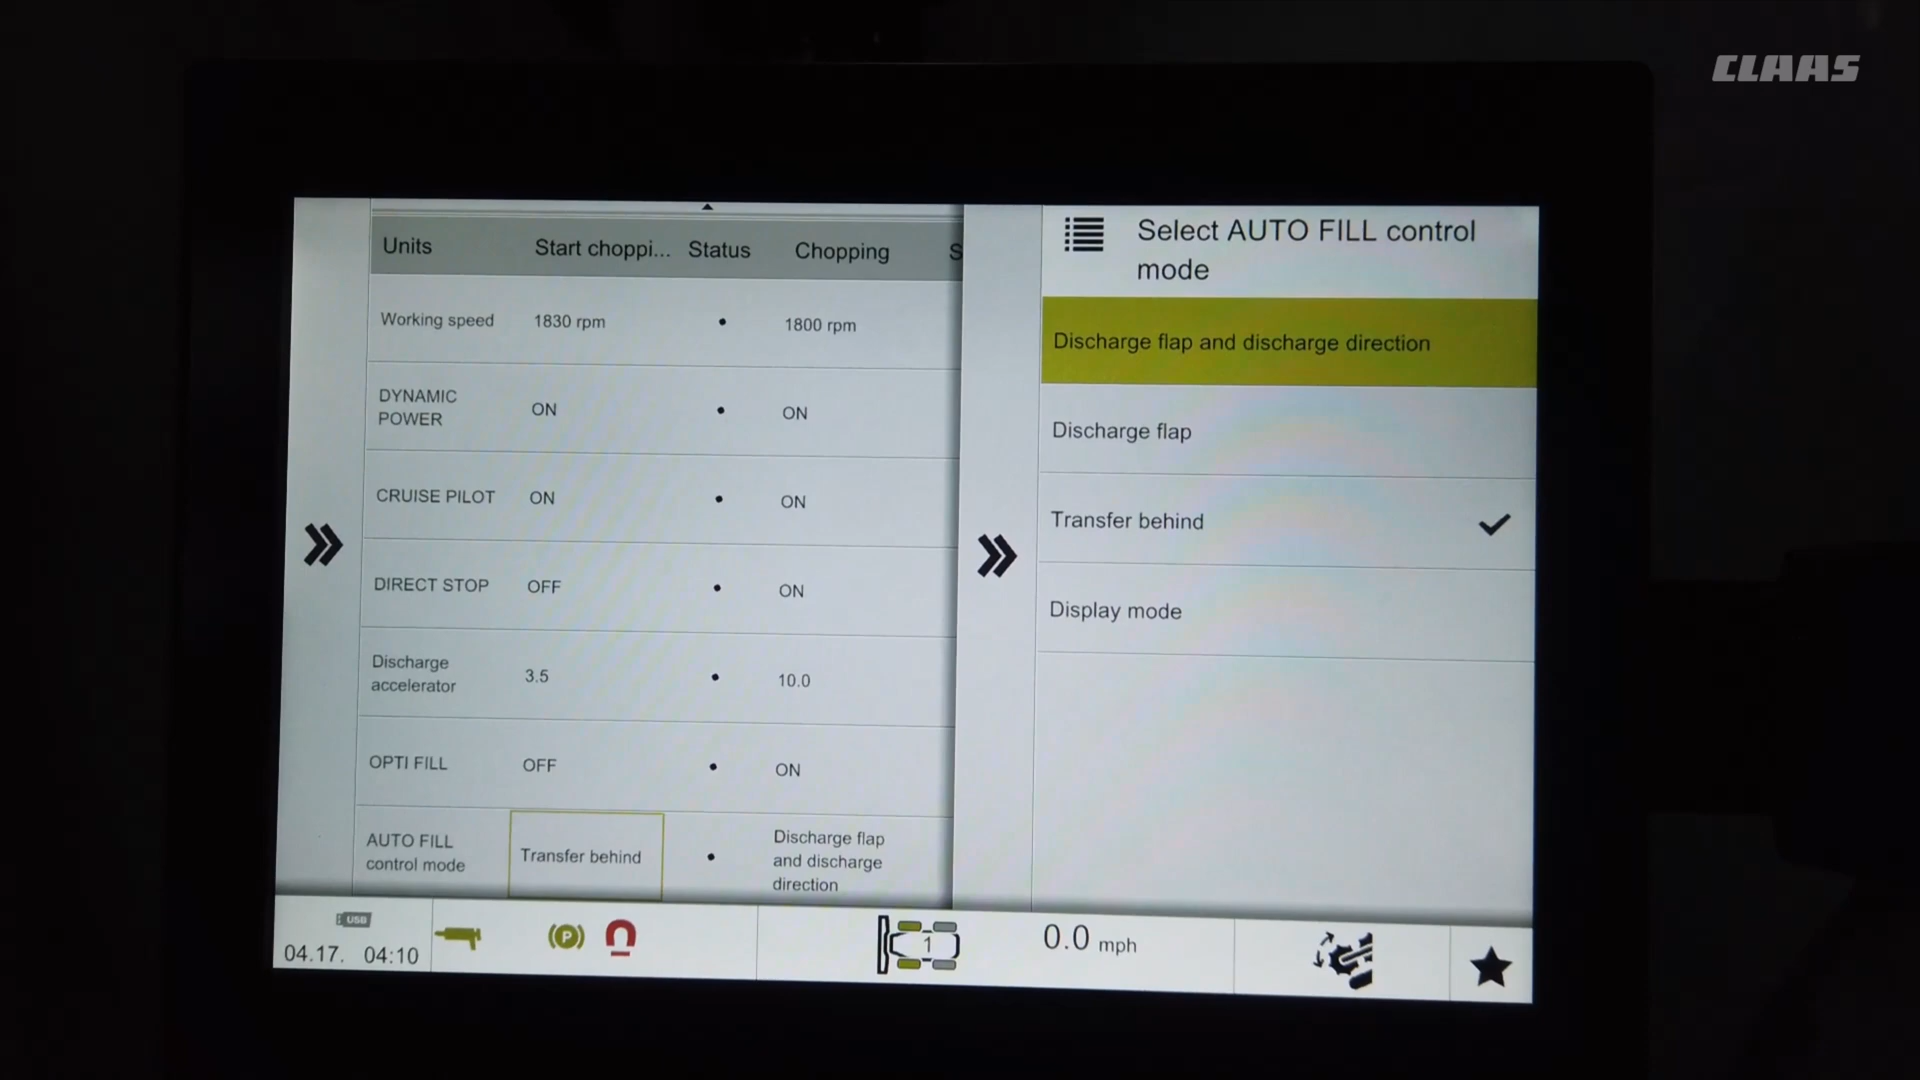 CLAAS
Units Start choppi... Status Chopping S
Working speed 1830 rpm • 1800 rpm
DYNAMIC
POWER ON • ON
CRUISE PILOT ON • ON
DIRECT STOP OFF • ON
Discharge
accelerator 3.5 • 10.0
OPTI FILL OFF • ON
AUTO FILL
control mode
Transfer behind •
Discharge flap
and discharge
direction
Select AUTO FILL control
mode
Discharge flap and discharge direction
Discharge flap
Transfer behind
Display mode
USB
04.17. 04:10
P
1
0.0 mph